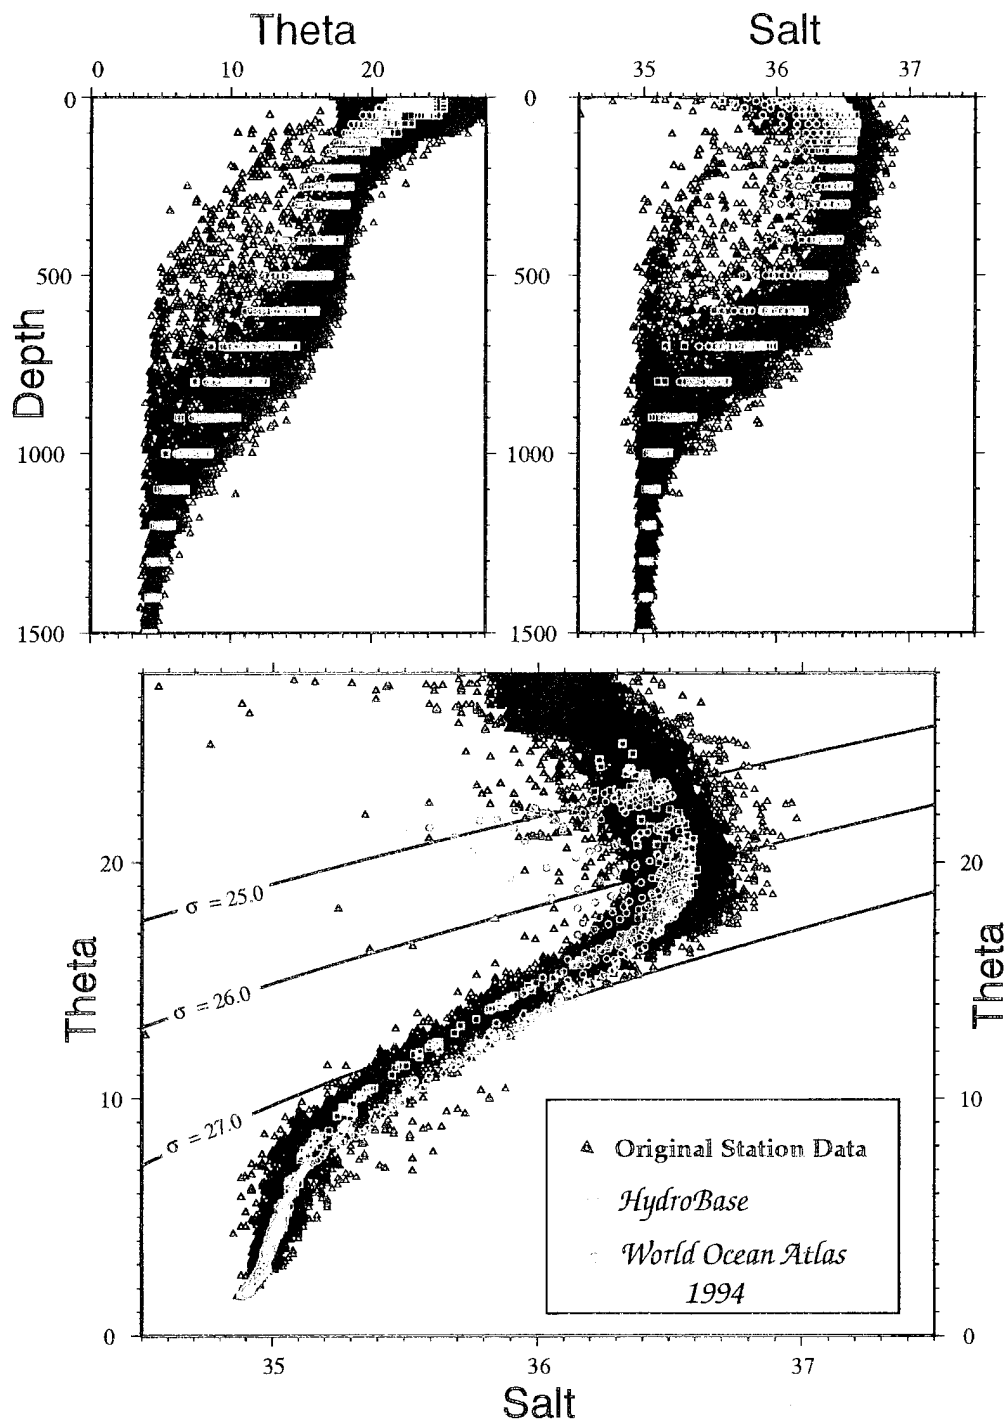 Theta Salt
0 10 20 35 36 37
0 0
500 500
Depth
1000 1000
1500 1500
20 20
σ = 25.0
σ = 26.0
Theta Theta
10 10
σ = 27.0
Original Station Data
HydroBase
World Ocean Atlas
1994
0 0
35 36 37
Salt